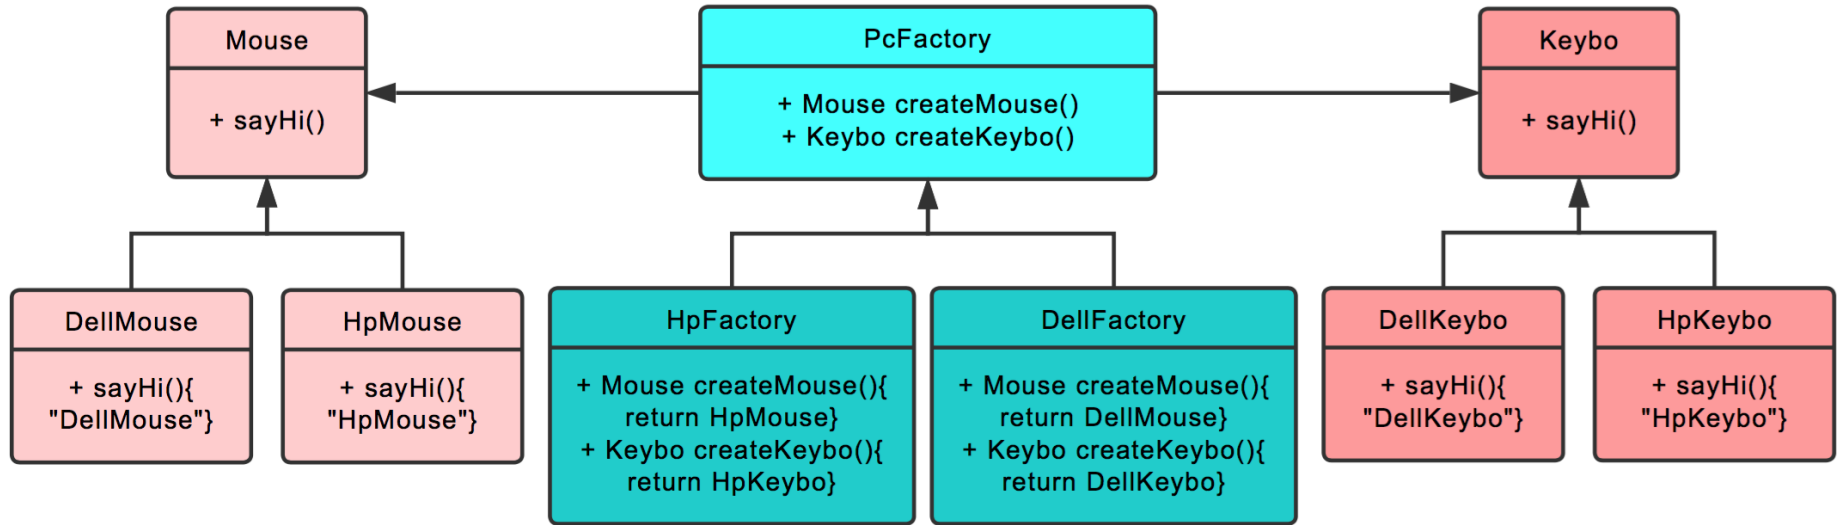 Mouse
+ sayHi()
PcFactory
+ Mouse createMouse()
+ Keybo createKeybo()
Keybo
+ sayHi()
DellMouse
+ sayHi(){
"DellMouse"}
HpMouse
+ sayHi(){
"HpMouse"}
HpFactory
+ Mouse createMouse(){
return HpMouse}
+ Keybo createKeybo(){
return HpKeybo}
DellFactory
+ Mouse createMouse(){
return DellMouse}
+ Keybo createKeybo(){
return DellKeybo}
DellKeybo
+ sayHi(){
"DellKeybo"}
HpKeybo
+ sayHi(){
"HpKeybo"}